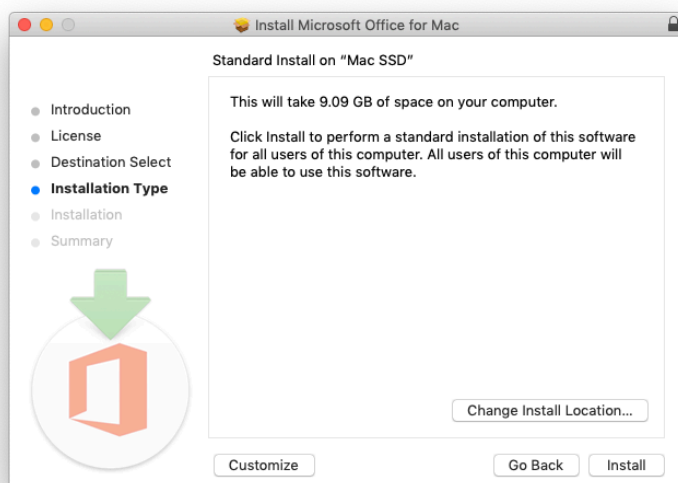 Install Microsoft Office for Mac
Standard Install on “Mac SSD”
Introduction
License
Destination Select
Installation Type
Installation
Summary
This will take 9.09 GB of space on your computer.
Click Install to perform a standard installation of this software
for all users of this computer. All users of this computer will
be able to use this software.
Change Install Location...
Customize
Go Back
Install